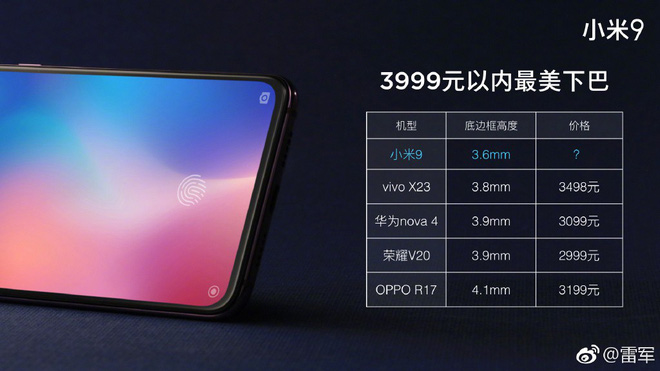 小米9
3999元以内最美下巴
机型 底边框高度 价格
小米9 3.6mm ?
vivo X23 3.8mm 3498元
华为nova 4 3.9mm 3099元
荣耀V20 3.9mm 2999元
OPPO R17 4.1mm 3199元
@雷军